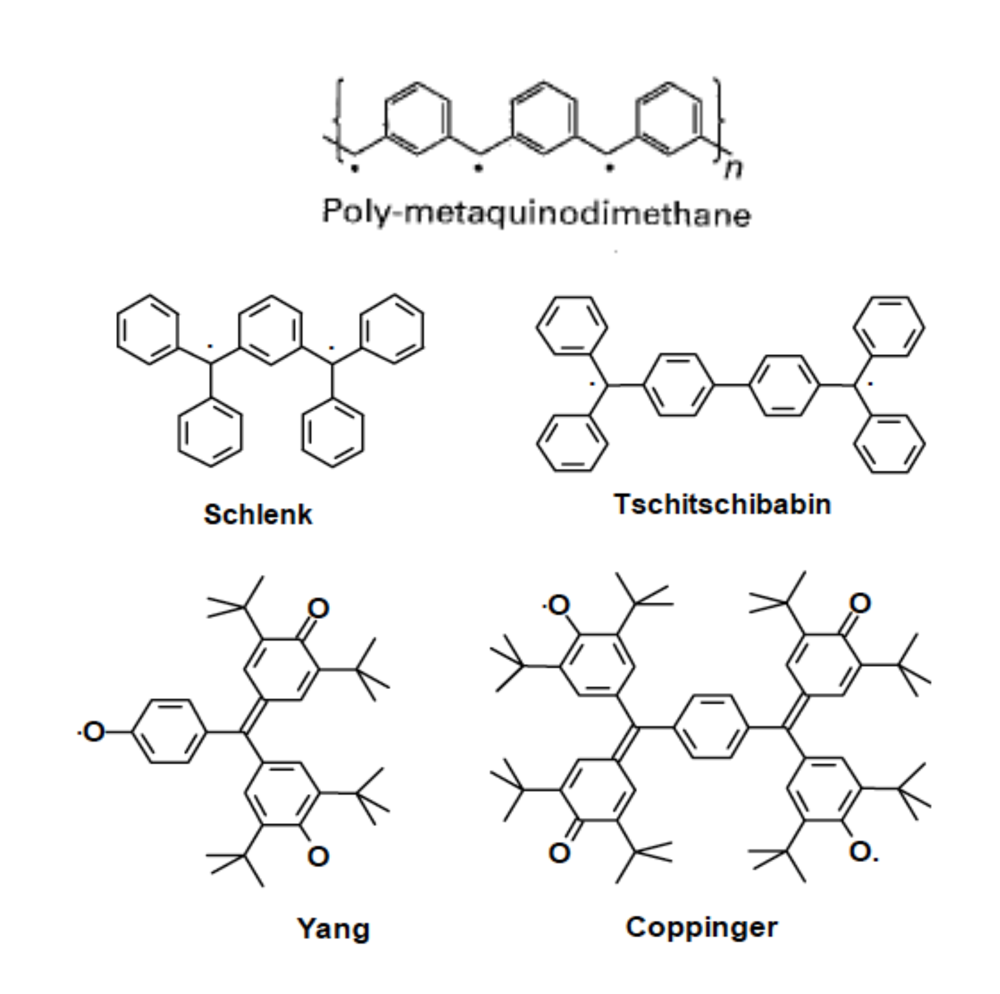 n
Poly-metaquinodimethane
Schlenk
Tschitschibabin
O
O
·O
O
Yang
·O
O
O
O.
Coppinger